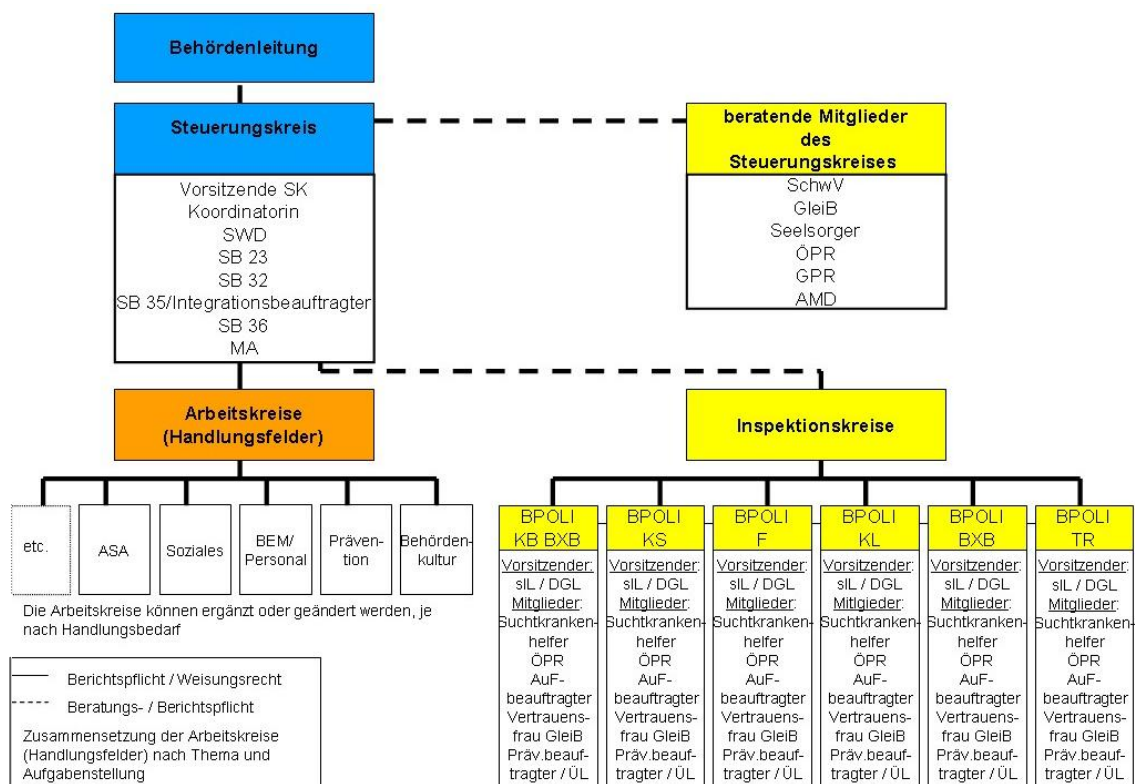 Behördenleitung
Steuerungskreis
Vorsitzende SK
Koordinatorin
SWD
SB 23
SB 32
SB 35/Integrationsbeauftragter
SB 36
MA
beratende Mitglieder
des
Steuerungskreises
SchwV
GleiB
Seelsorger
ÖPR
GPR
AMD
Arbeitskreise
(Handlungsfelder)
Inspektionskreise
etc.
ASA
Soziales
BEM/
Personal
Präven-
tion
Behörden-
kultur
Die Arbeitskreise können ergänzt oder geändert werden, je
nach Handlungsbedarf
Berichtspflicht / Weisungsrecht
Beratungs- / Berichtspflicht
Zusammensetzung der Arbeitskreise
(Handlungsfelder) nach Thema und
Aufgabenstellung
BPOLI
KB BXB
Vorsitzender:
sIL / DGL
Mitglieder:
Suchtkranken-
helfer
ÖPR
AuF-
beauftragter
Vertrauens-
frau GleiB
Präv.beauf-
tragter / ÜL
BPOLI
KS
Vorsitzender:
sIL / DGL
Mitglieder:
Suchtkranken-
helfer
ÖPR
AuF-
beauftragter
Vertrauens-
frau GleiB
Präv.beauf-
tragter / ÜL
BPOLI
F
Vorsitzender:
sIL / DGL
Mitglieder:
Suchtkranken-
helfer
ÖPR
AuF-
beauftragter
Vertrauens-
frau GleiB
Präv.beauf-
tragter / ÜL
BPOLI
KL
Vorsitzender:
sIL / DGL
Mitlgieder:
Suchtkranken-
helfer
ÖPR
AuF-
beauftragter
Vertrauens-
frau GleiB
Präv.beauf-
tragter / ÜL
BPOLI
BXB
Vorsitzender:
sIL / DGL
Mitglieder:
Suchtkranken-
helfer
ÖPR
AuF-
beauftragter
Vertrauens-
frau GleiB
Präv.beauf-
tragter / ÜL
BPOLI
TR
Vorsitzender:
sIL / DGL
Mitglieder:
Suchtkranken-
helfer
ÖPR
AuF-
beauftragter
Vertrauens-
frau GleiB
Präv.beauf-
tragter / ÜL